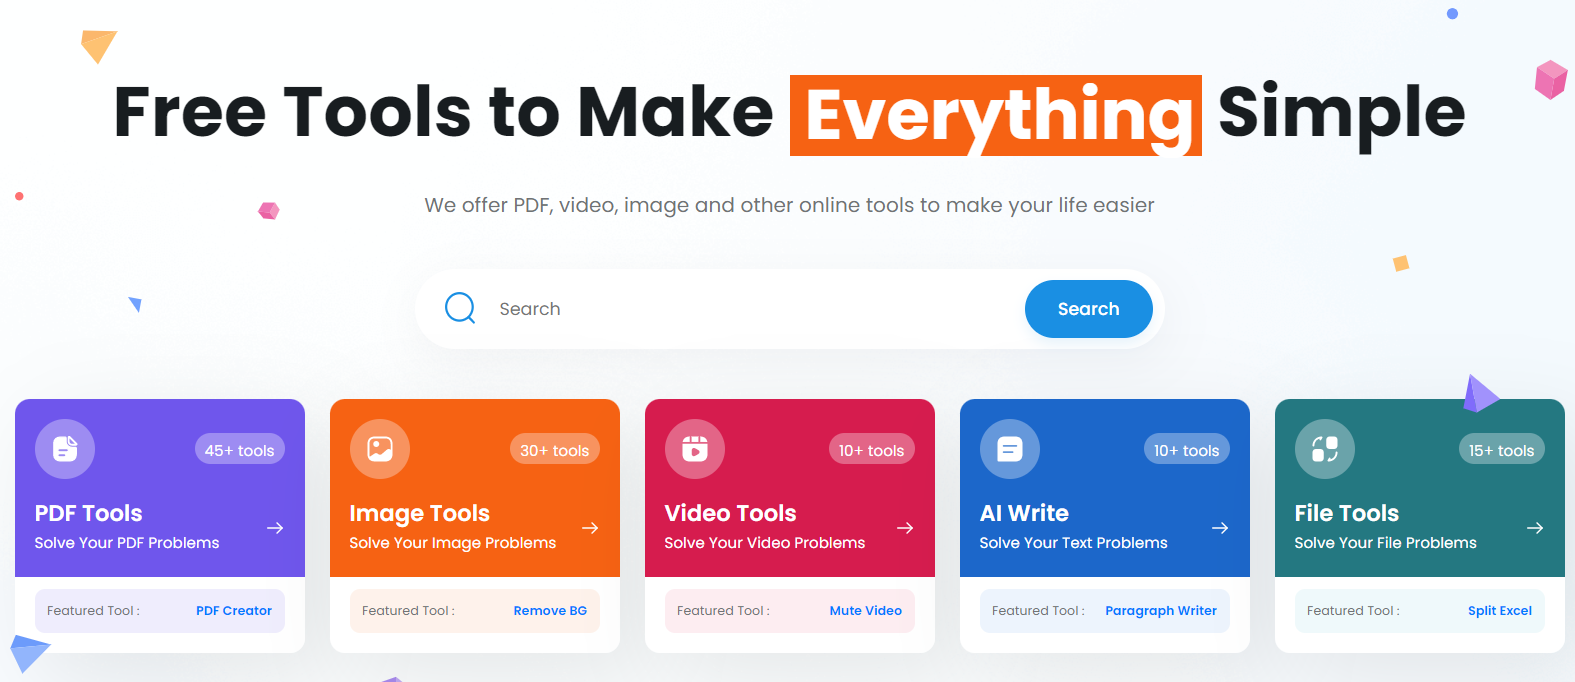 Free Tools to Make Everything Simple
We offer PDF, video, image and other online tools to make your life easier
Search
Search
45+ tools
PDF Tools
Solve Your PDF Problems
Featured Tool :
PDF Creator
30+ tools
Image Tools
Solve Your Image Problems
Featured Tool :
Remove BG
10+ tools
Video Tools
Solve Your Video Problems
Featured Tool :
Mute Video
10+ tools
AI Write
Solve Your Text Problems
Featured Tool :
Paragraph Writer
15+ tools
File Tools
Solve Your File Problems
Featured Tool :
Split Excel